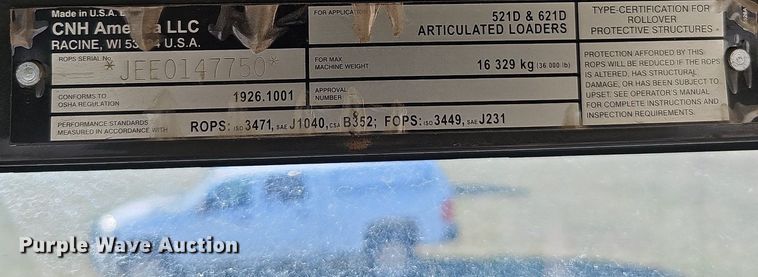 Made in U.S.A.
CNH America LLC
RACINE, WI U.S.A.
ROPS SERIAL No.
*JEE0147750*
CONFORMS TO
OSHA REGULATION
1926.1001
PERFORMANCE STANDARDS
MEASURED IN ACCORDANCE WITH
ROPS: ISO 3471, SAE J1040, CSA B352; FOPS: ISO 3449, SAE J231
FOR APPLICATION
521D & 621D
ARTICULATED LOADERS
FOR MAX
MACHINE WEIGHT
16 329 kg (36 000 lb)
APPROVAL
NUMBER
TYPE-CERTIFICATION FOR
ROLLOVER
PROTECTIVE STRUCTURES -
PROTECTION AFFORDED BY THIS
ROPS WILL BE REDUCED IF THE ROPS
IS ALTERED, HAS STRUCTURAL
DAMAGE, OR HAS BEEN SUBJECT TO
UPSET. SEE OPERATOR'S MANUAL
FOR COMPLETE INSTRUCTIONS AND
INSPECTION REQUIREMENTS.
Purple Wave Auction